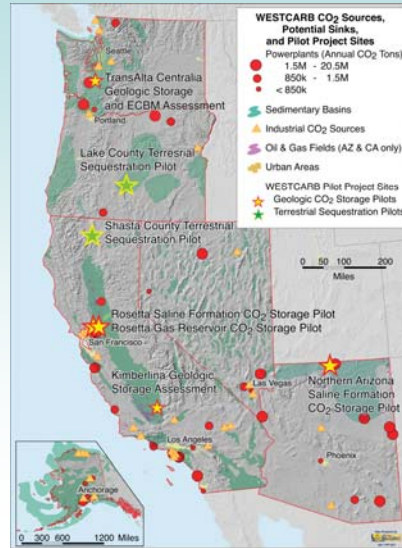 WESTCARB CO2 Sources,
Potential Sinks,
and Pilot Project Sites
Powerplants (Annual CO2 Tons)
1.5M - 20.5M
850k - 1.5M
< 850k
Sedimentary Basins
Industrial CO2 Sources
Oil & Gas Fields (AZ & CA only)
Urban Areas
WESTCARB Pilot Project Sites
Geologic CO2 Storage Pilots
Terrestrial Sequestration Pilots
Seattle
TransAlta Centralia
Geologic Storage
and ECBM Assessment
Portland
Lake County Terresrial
Sequestration Pilot
Shasta County Terrestrial
Sequestration Pilot
50 0 50 100 200
Miles
Rosetta Saline Formation CO2 Storage Pilot
Rosetta Gas Reservoir CO2 Storage Pilot
San Francisco
Kimberlina Geologic
Storage Assessment
Las Vegas
Northern Arizona
Saline Formation
CO2 Storage Pilot
Los Angeles
Phoenix
Anchorage
0 300 600 1200 Miles